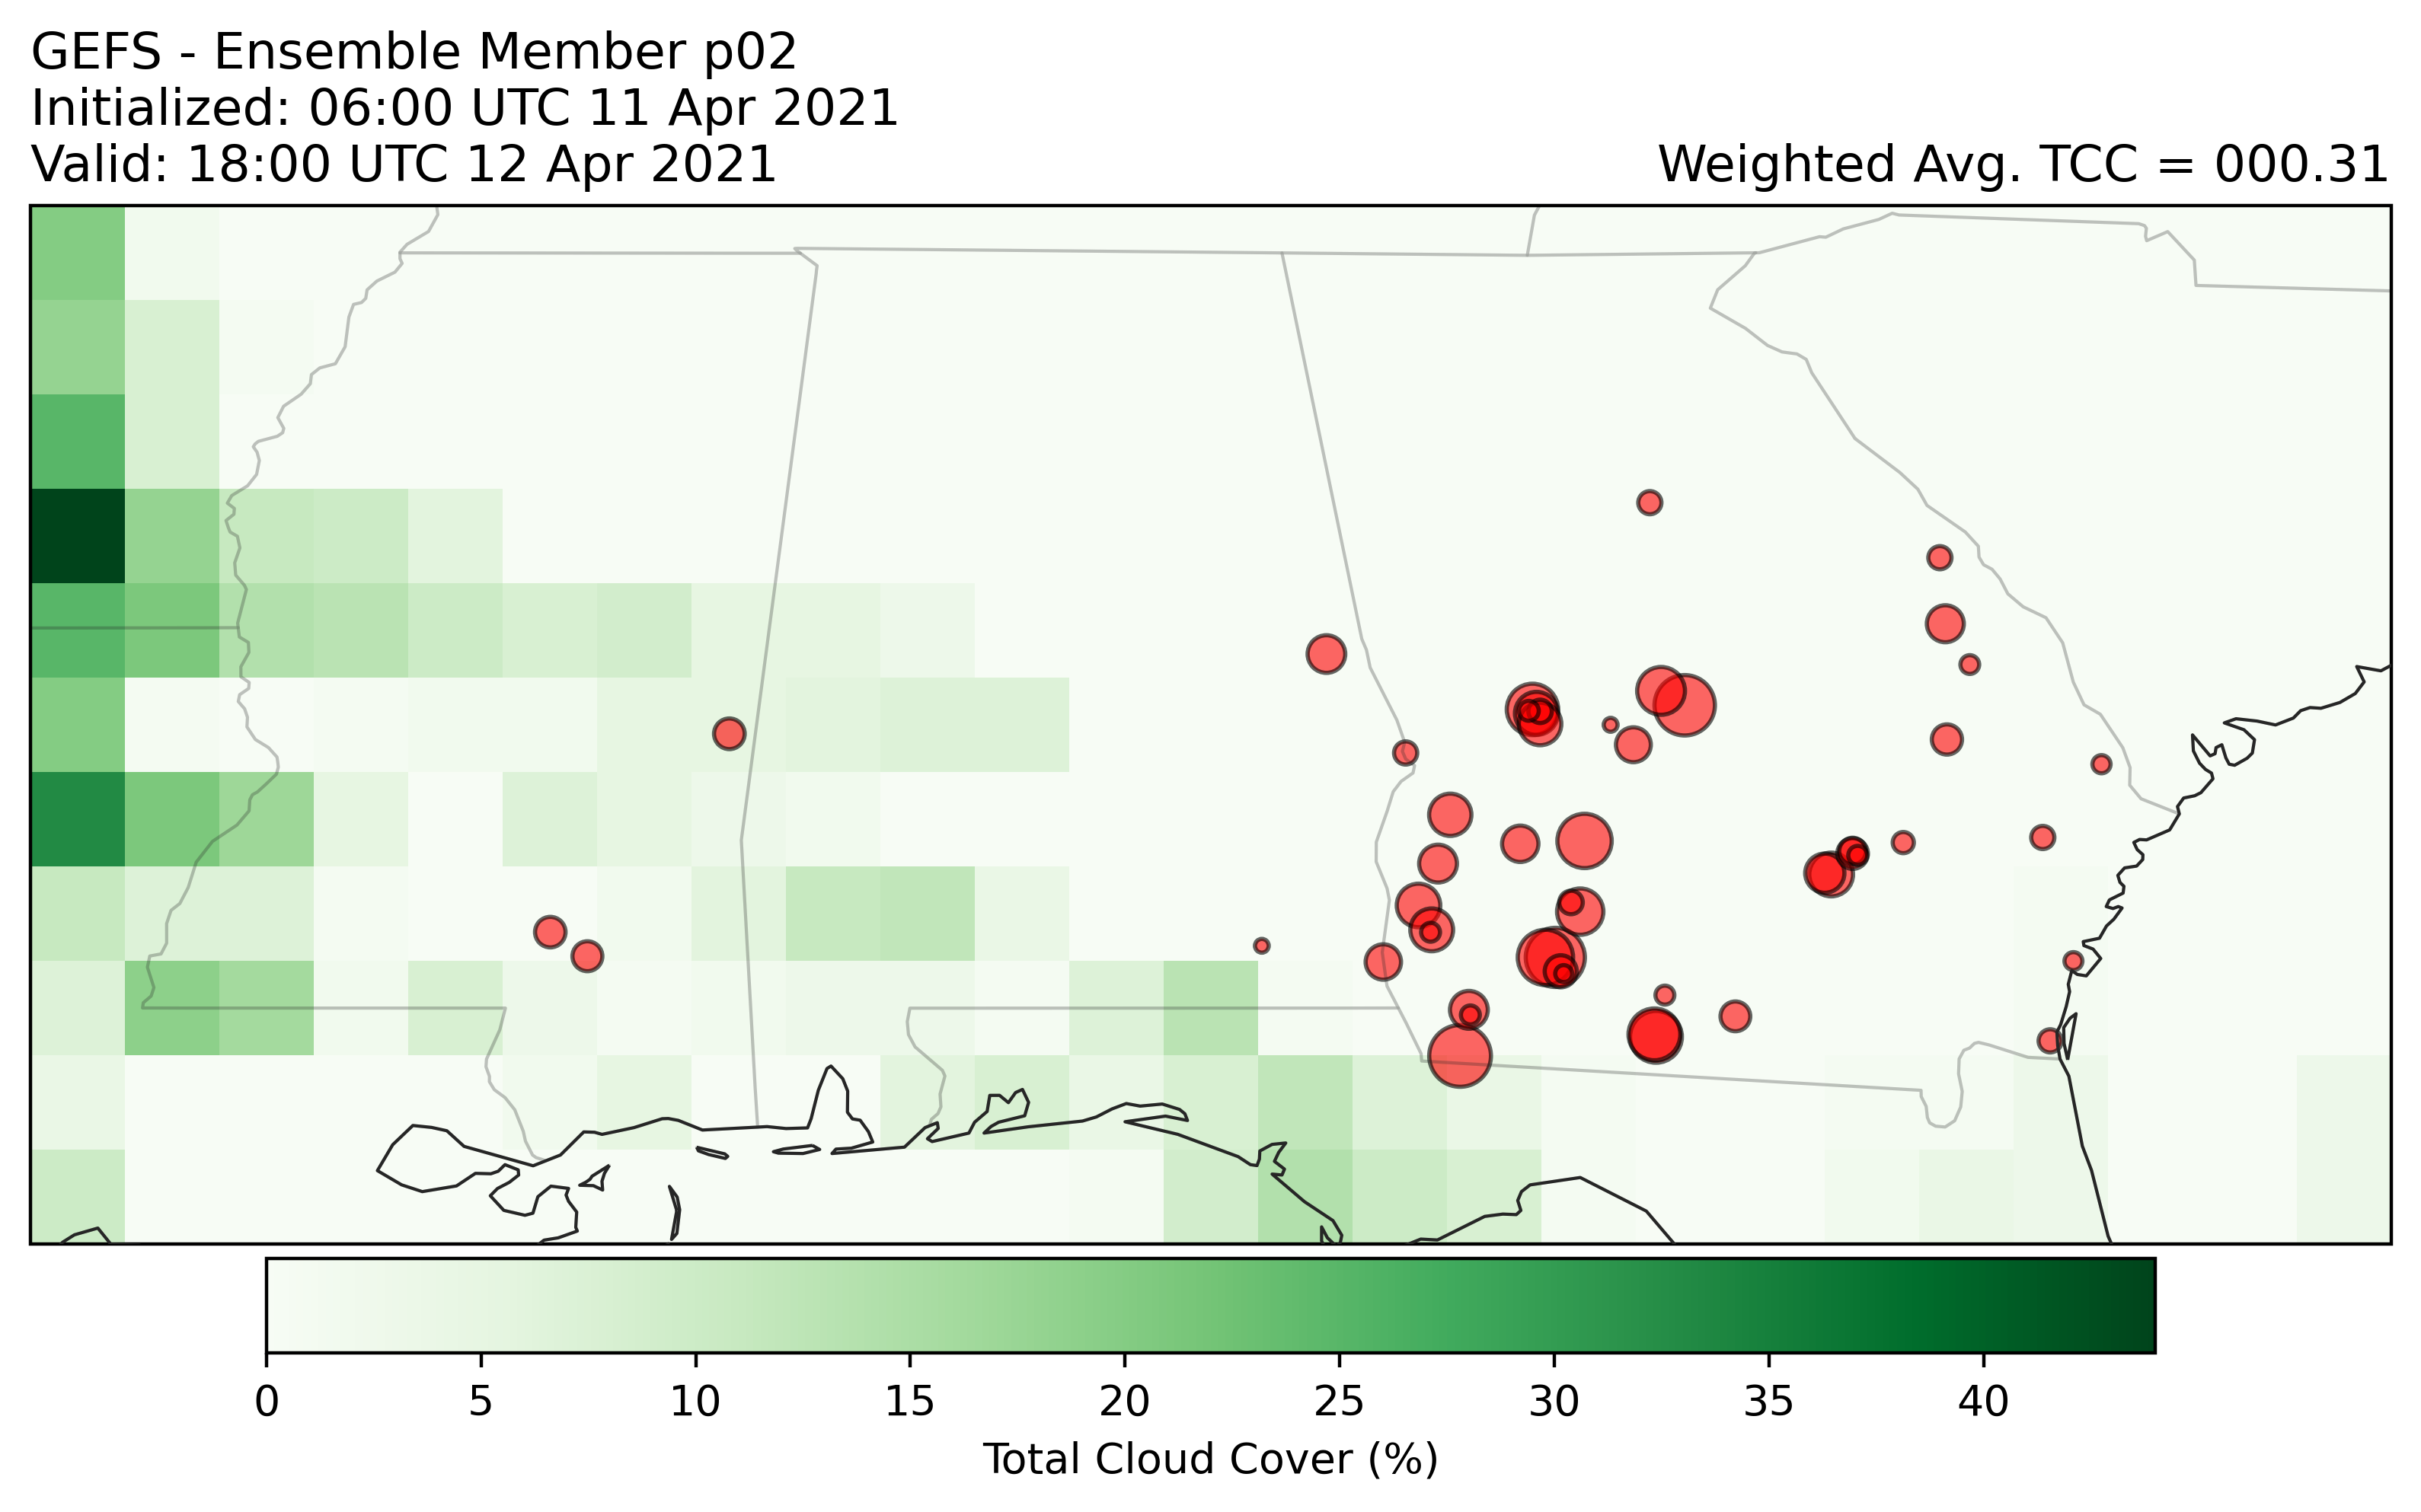 GEFS - Ensemble Member p02
Initialized: 06:00 UTC 11 Apr 2021
Valid: 18:00 UTC 12 Apr 2021
Weighted Avg. TCC = 000.31
0 5 10 15 20 25 30 35 40
Total Cloud Cover (%)